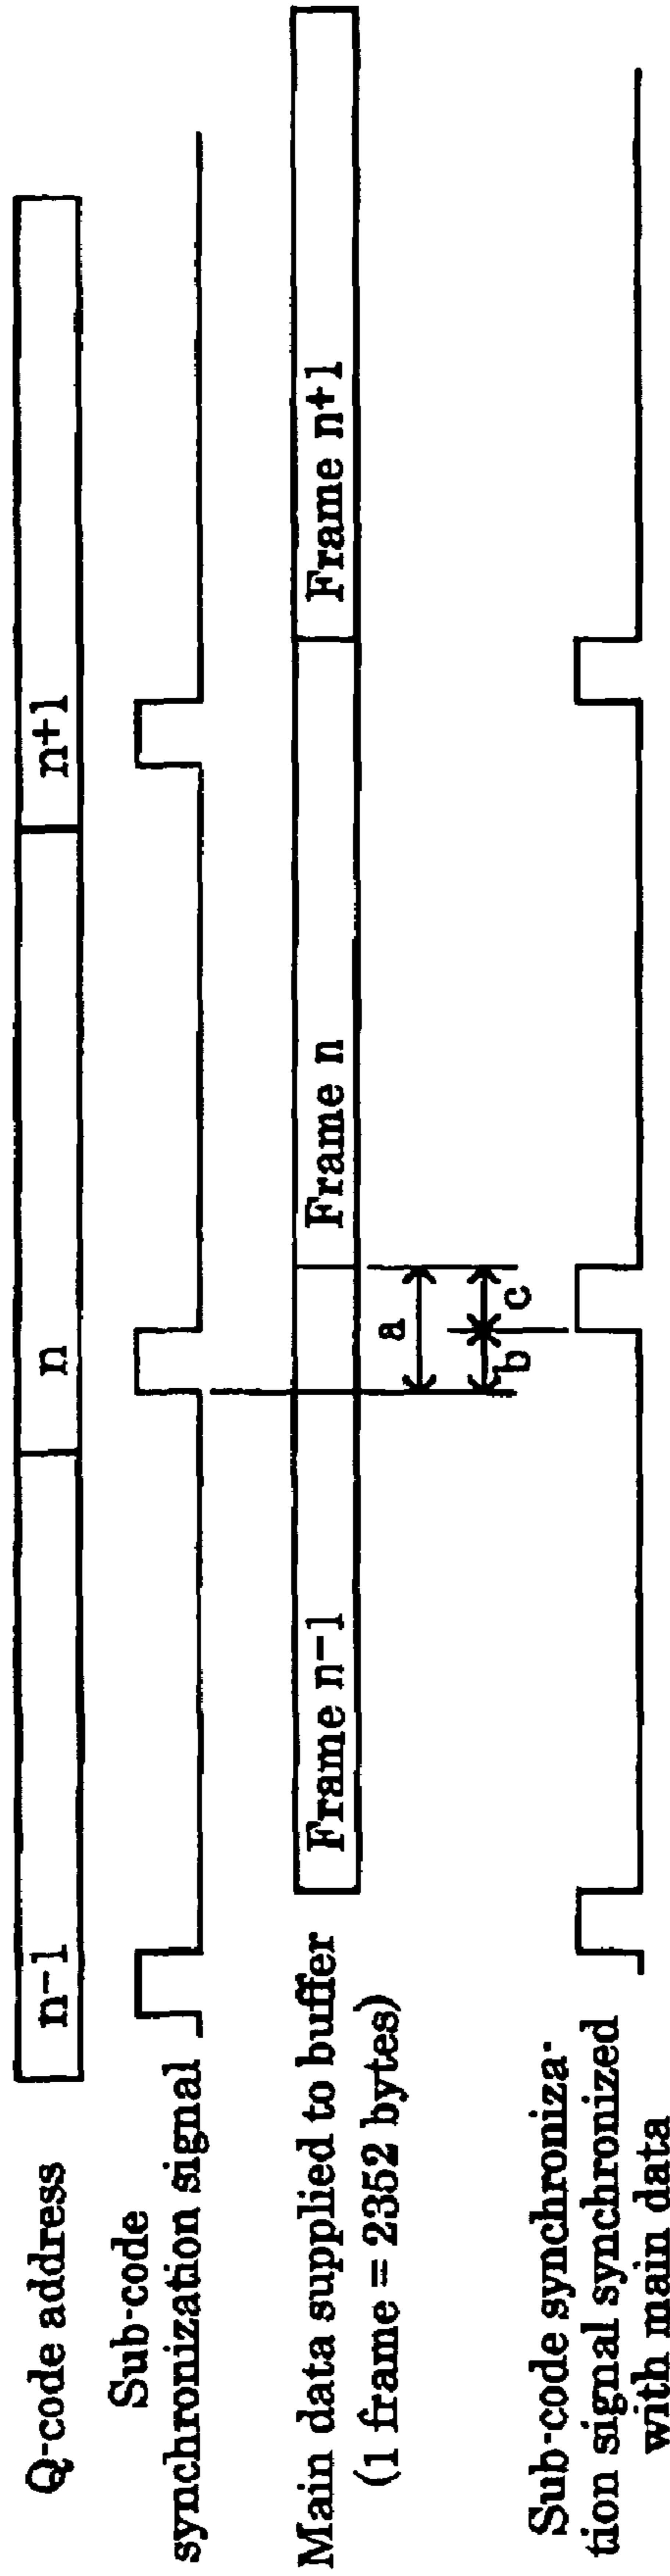 Q-code address
n-1
n
n+1
Sub-code
synchronization signal
Main data supplied to buffer
(1 frame = 2352 bytes)
Frame n-1
Frame n
Frame n+1
a
b
c
Sub-code synchroniza-
tion signal synchronized
with main data